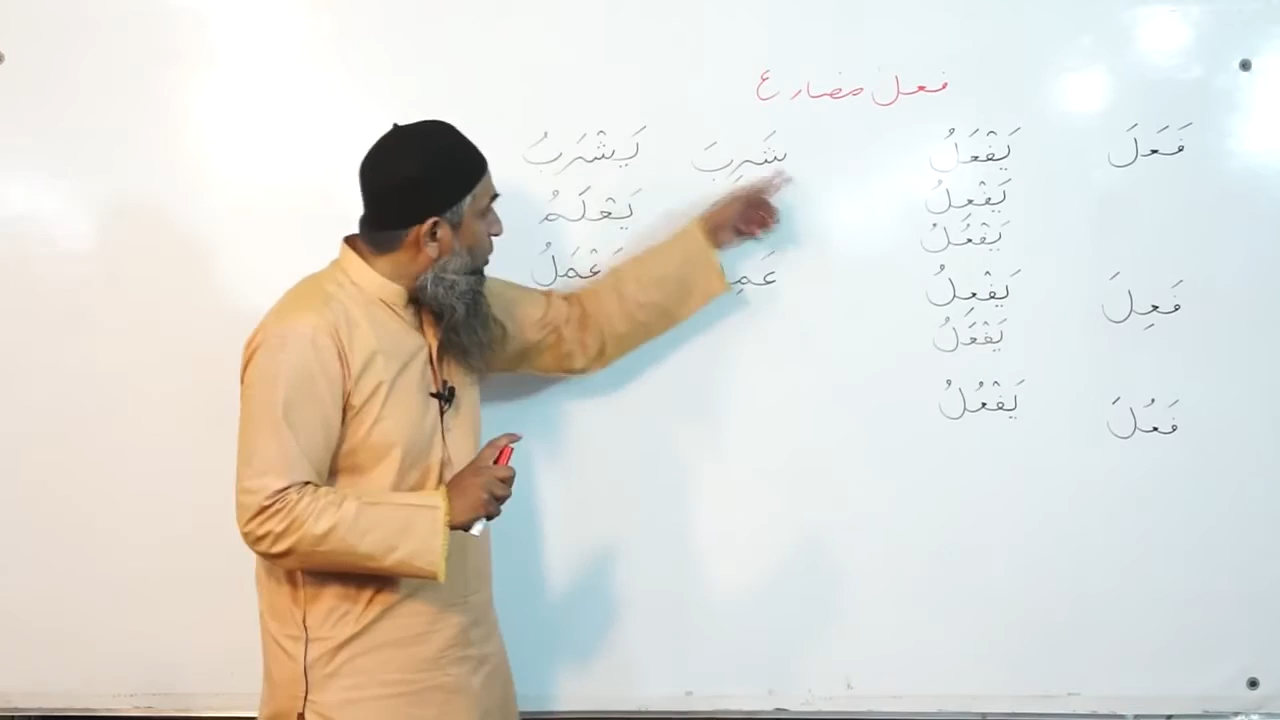 فعل مضارع
فَعَلَ يَفْعَلُ شَرِبَ يَشْرَبُ
يَفْعِلُ يَعْلَمُ
يَفْعُلُ
عَمِ عْمَلُ
فَعِلَ يَفْعِلُ
يَفْعَلُ
فَعُلَ يَفْعُلُ